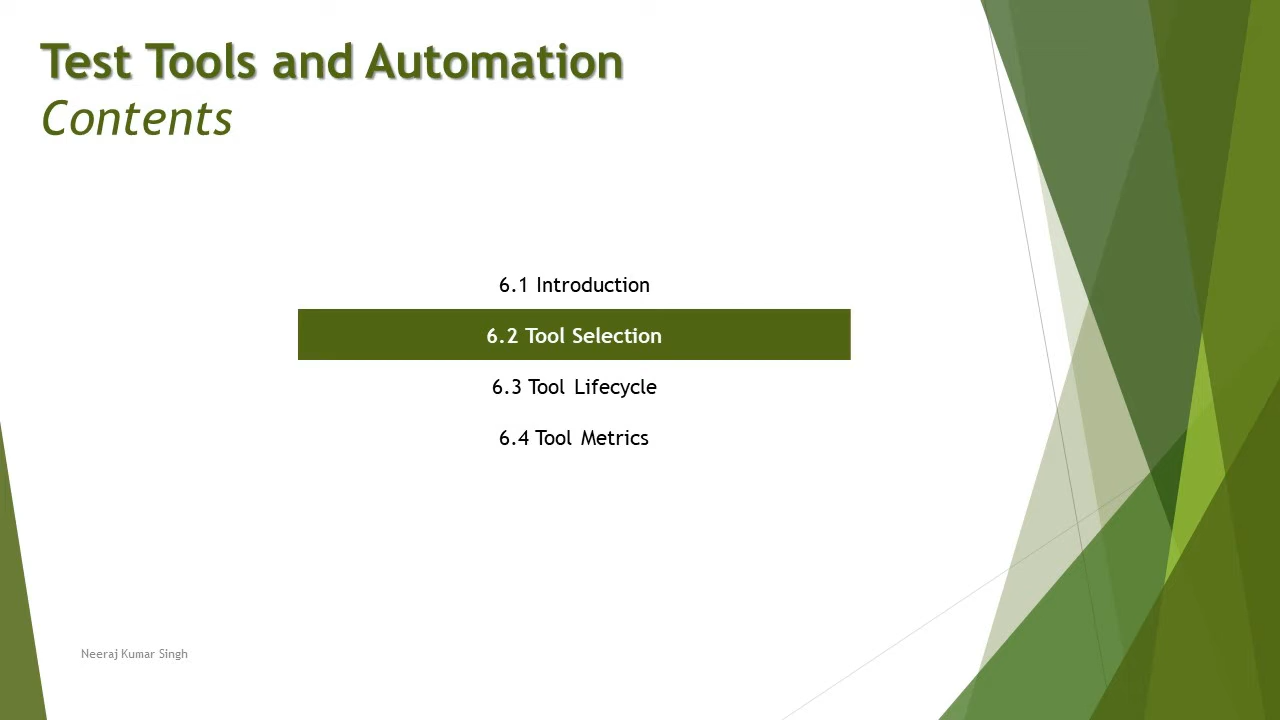 Test Tools and Automation
Contents
6.1 Introduction
6.2 Tool Selection
6.3 Tool Lifecycle
6.4 Tool Metrics
Neeraj Kumar Singh